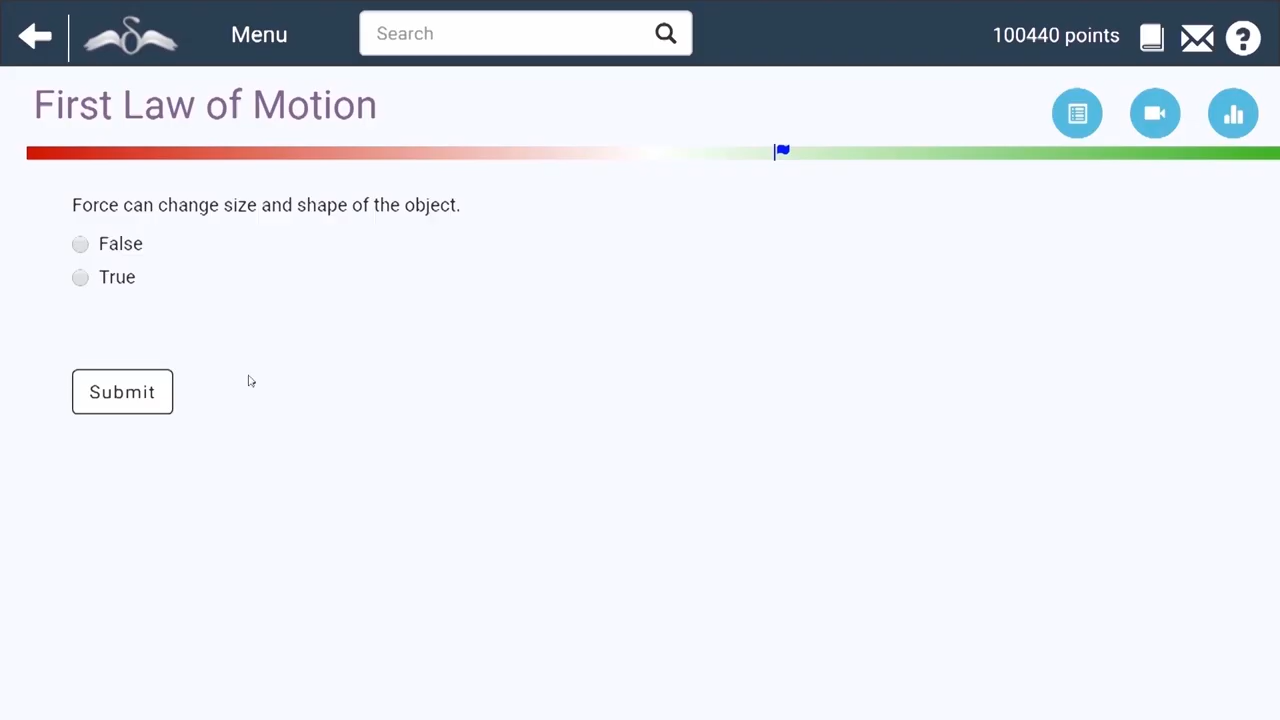 Menu
Search
100440 points
First Law of Motion
Force can change size and shape of the object.
False
True
Submit